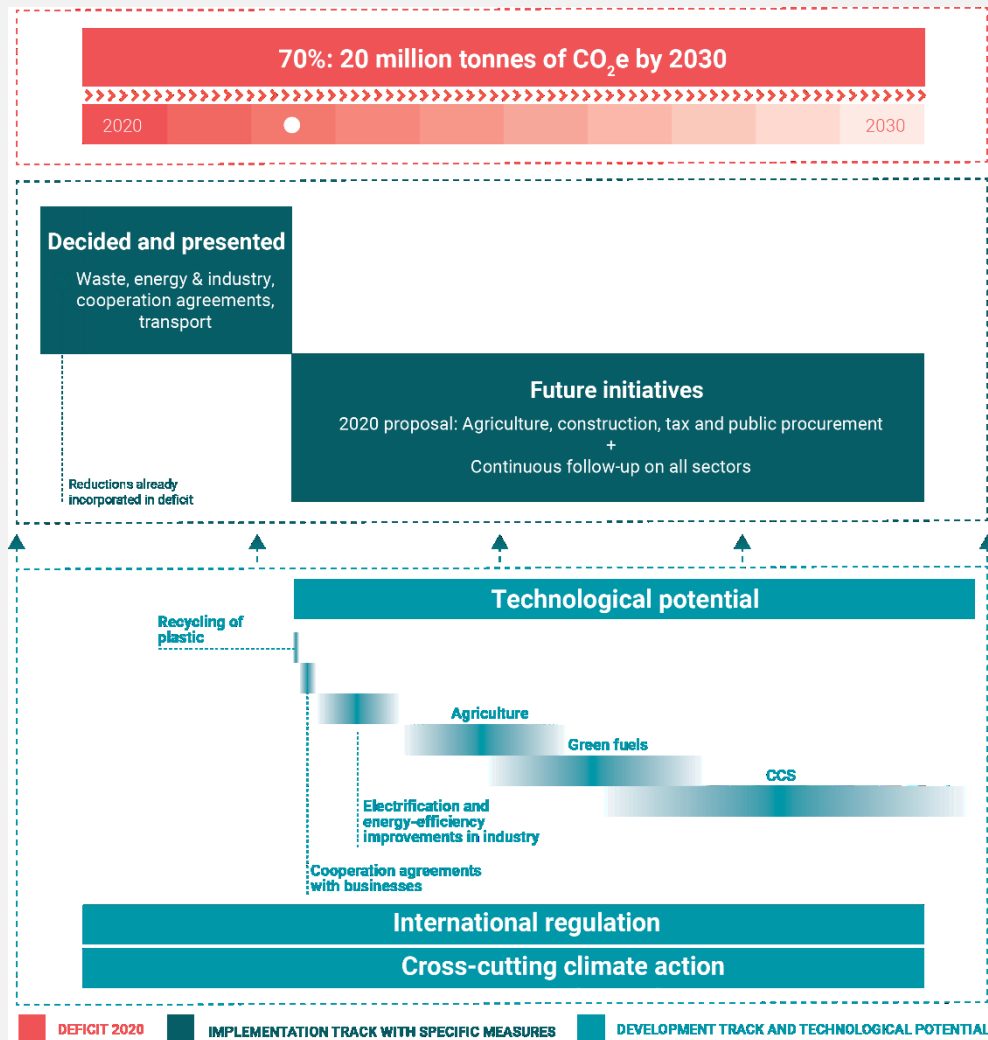 70%: 20 million tonnes of CO₂e by 2030
2020
2030
Decided and presented
Waste, energy & industry,
cooperation agreements,
transport
Future initiatives
2020 proposal: Agriculture, construction, tax and public procurement
+
Continuous follow-up on all sectors
Reductions already
incorporated in deficit
Technological potential
Recycling of
plastic
Agriculture
Green fuels
CCS
Electrification and
energy-efficiency
improvements in industry
Cooperation agreements
with businesses
International regulation
Cross-cutting climate action
DEFICIT 2020
IMPLEMENTATION TRACK WITH SPECIFIC MEASURES
DEVELOPMENT TRACK AND TECHNOLOGICAL POTENTIAL